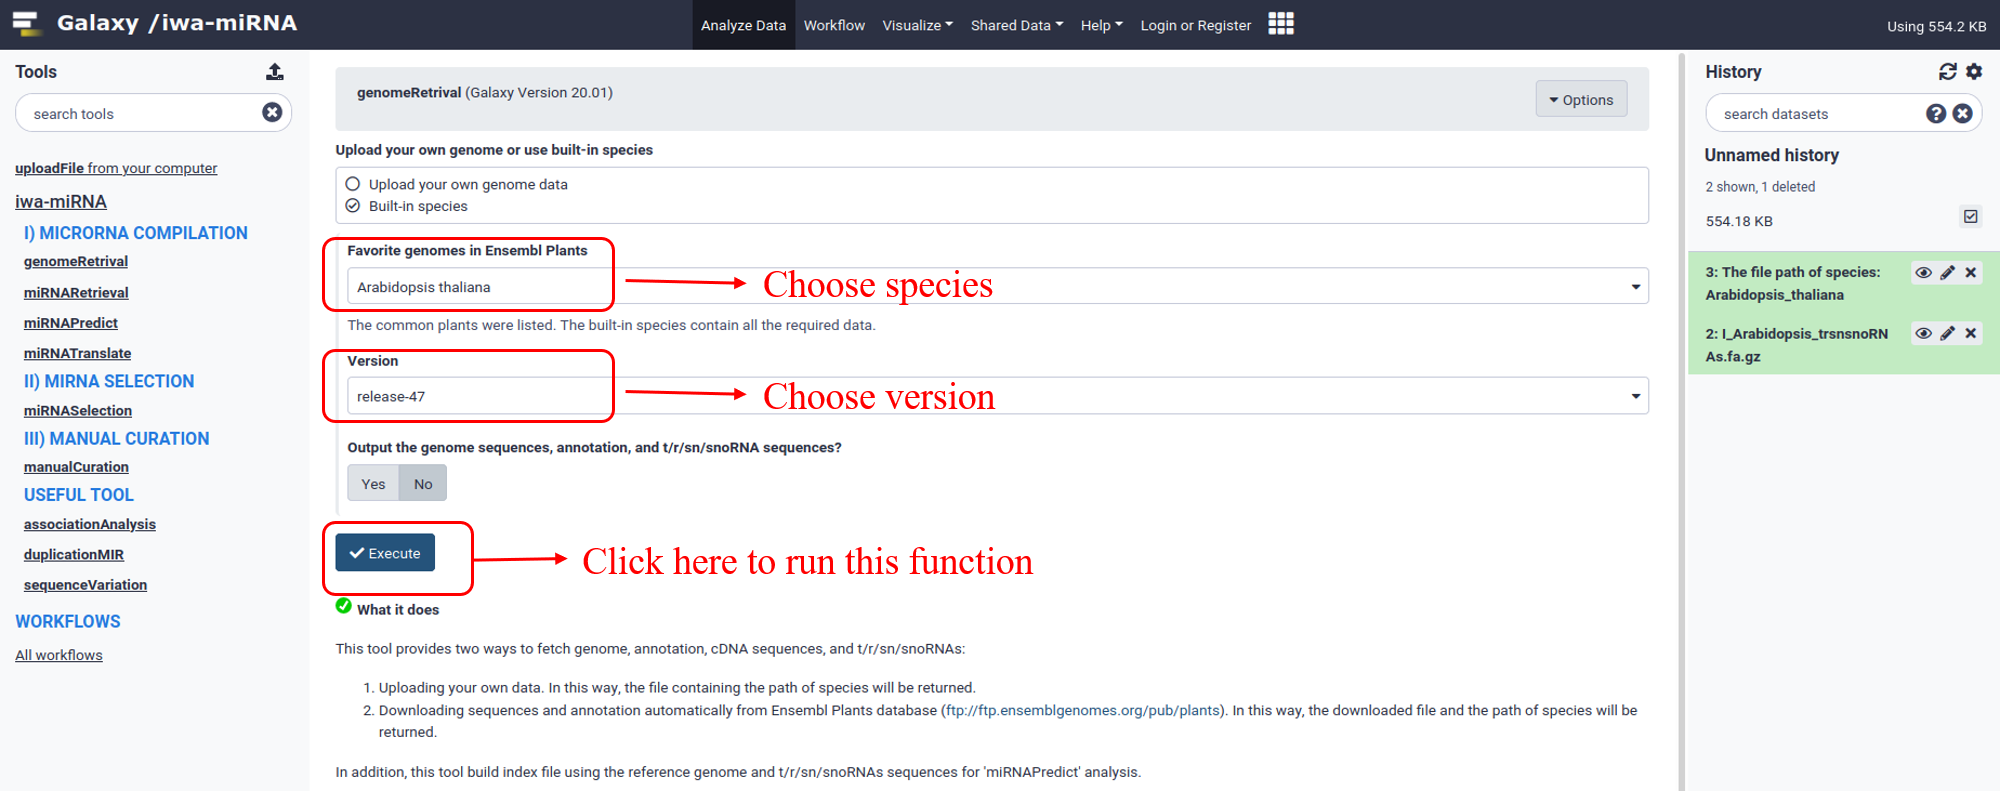 Galaxy /iwa-miRNA
Analyze Data Workflow Visualize Shared Data Help Login or Register
Using 554.2 KB
Tools
search tools
uploadFile from your computer
iwa-miRNA
I) MICRORNA COMPILATION
genomeRetrival
miRNARetrieval
miRNAPredict
miRNATranslate
II) MIRNA SELECTION
miRNASelection
III) MANUAL CURATION
manualCuration
USEFUL TOOL
associationAnalysis
duplicationMIR
sequenceVariation
WORKFLOWS
All workflows
genomeRetrival (Galaxy Version 20.01)
Options
Upload your own genome or use built-in species
Upload your own genome data
Built-in species
Favorite genomes in Ensembl Plants
Arabidopsis thaliana
Choose species
The common plants were listed. The built-in species contain all the required data.
Version
release-47
Choose version
Output the genome sequences, annotation, and t/r/sn/snoRNA sequences?
Yes No
Execute
Click here to run this function
What it does
This tool provides two ways to fetch genome, annotation, cDNA sequences, and t/r/sn/snoRNAs:
1. Uploading your own data. In this way, the file containing the path of species will be returned.
2. Downloading sequences and annotation automatically from Ensembl Plants database (ftp://ftp.ensemblgenomes.org/pub/plants). In this way, the downloaded file and the path of species will be
returned.
In addition, this tool build index file using the reference genome and t/r/sn/snoRNAs sequences for 'miRNAPredict' analysis.
History
search datasets
Unnamed history
2 shown, 1 deleted
554.18 KB
3: The file path of species:
Arabidopsis_thaliana
2: I_Arabidopsis_trsnsnoRN
As.fa.gz